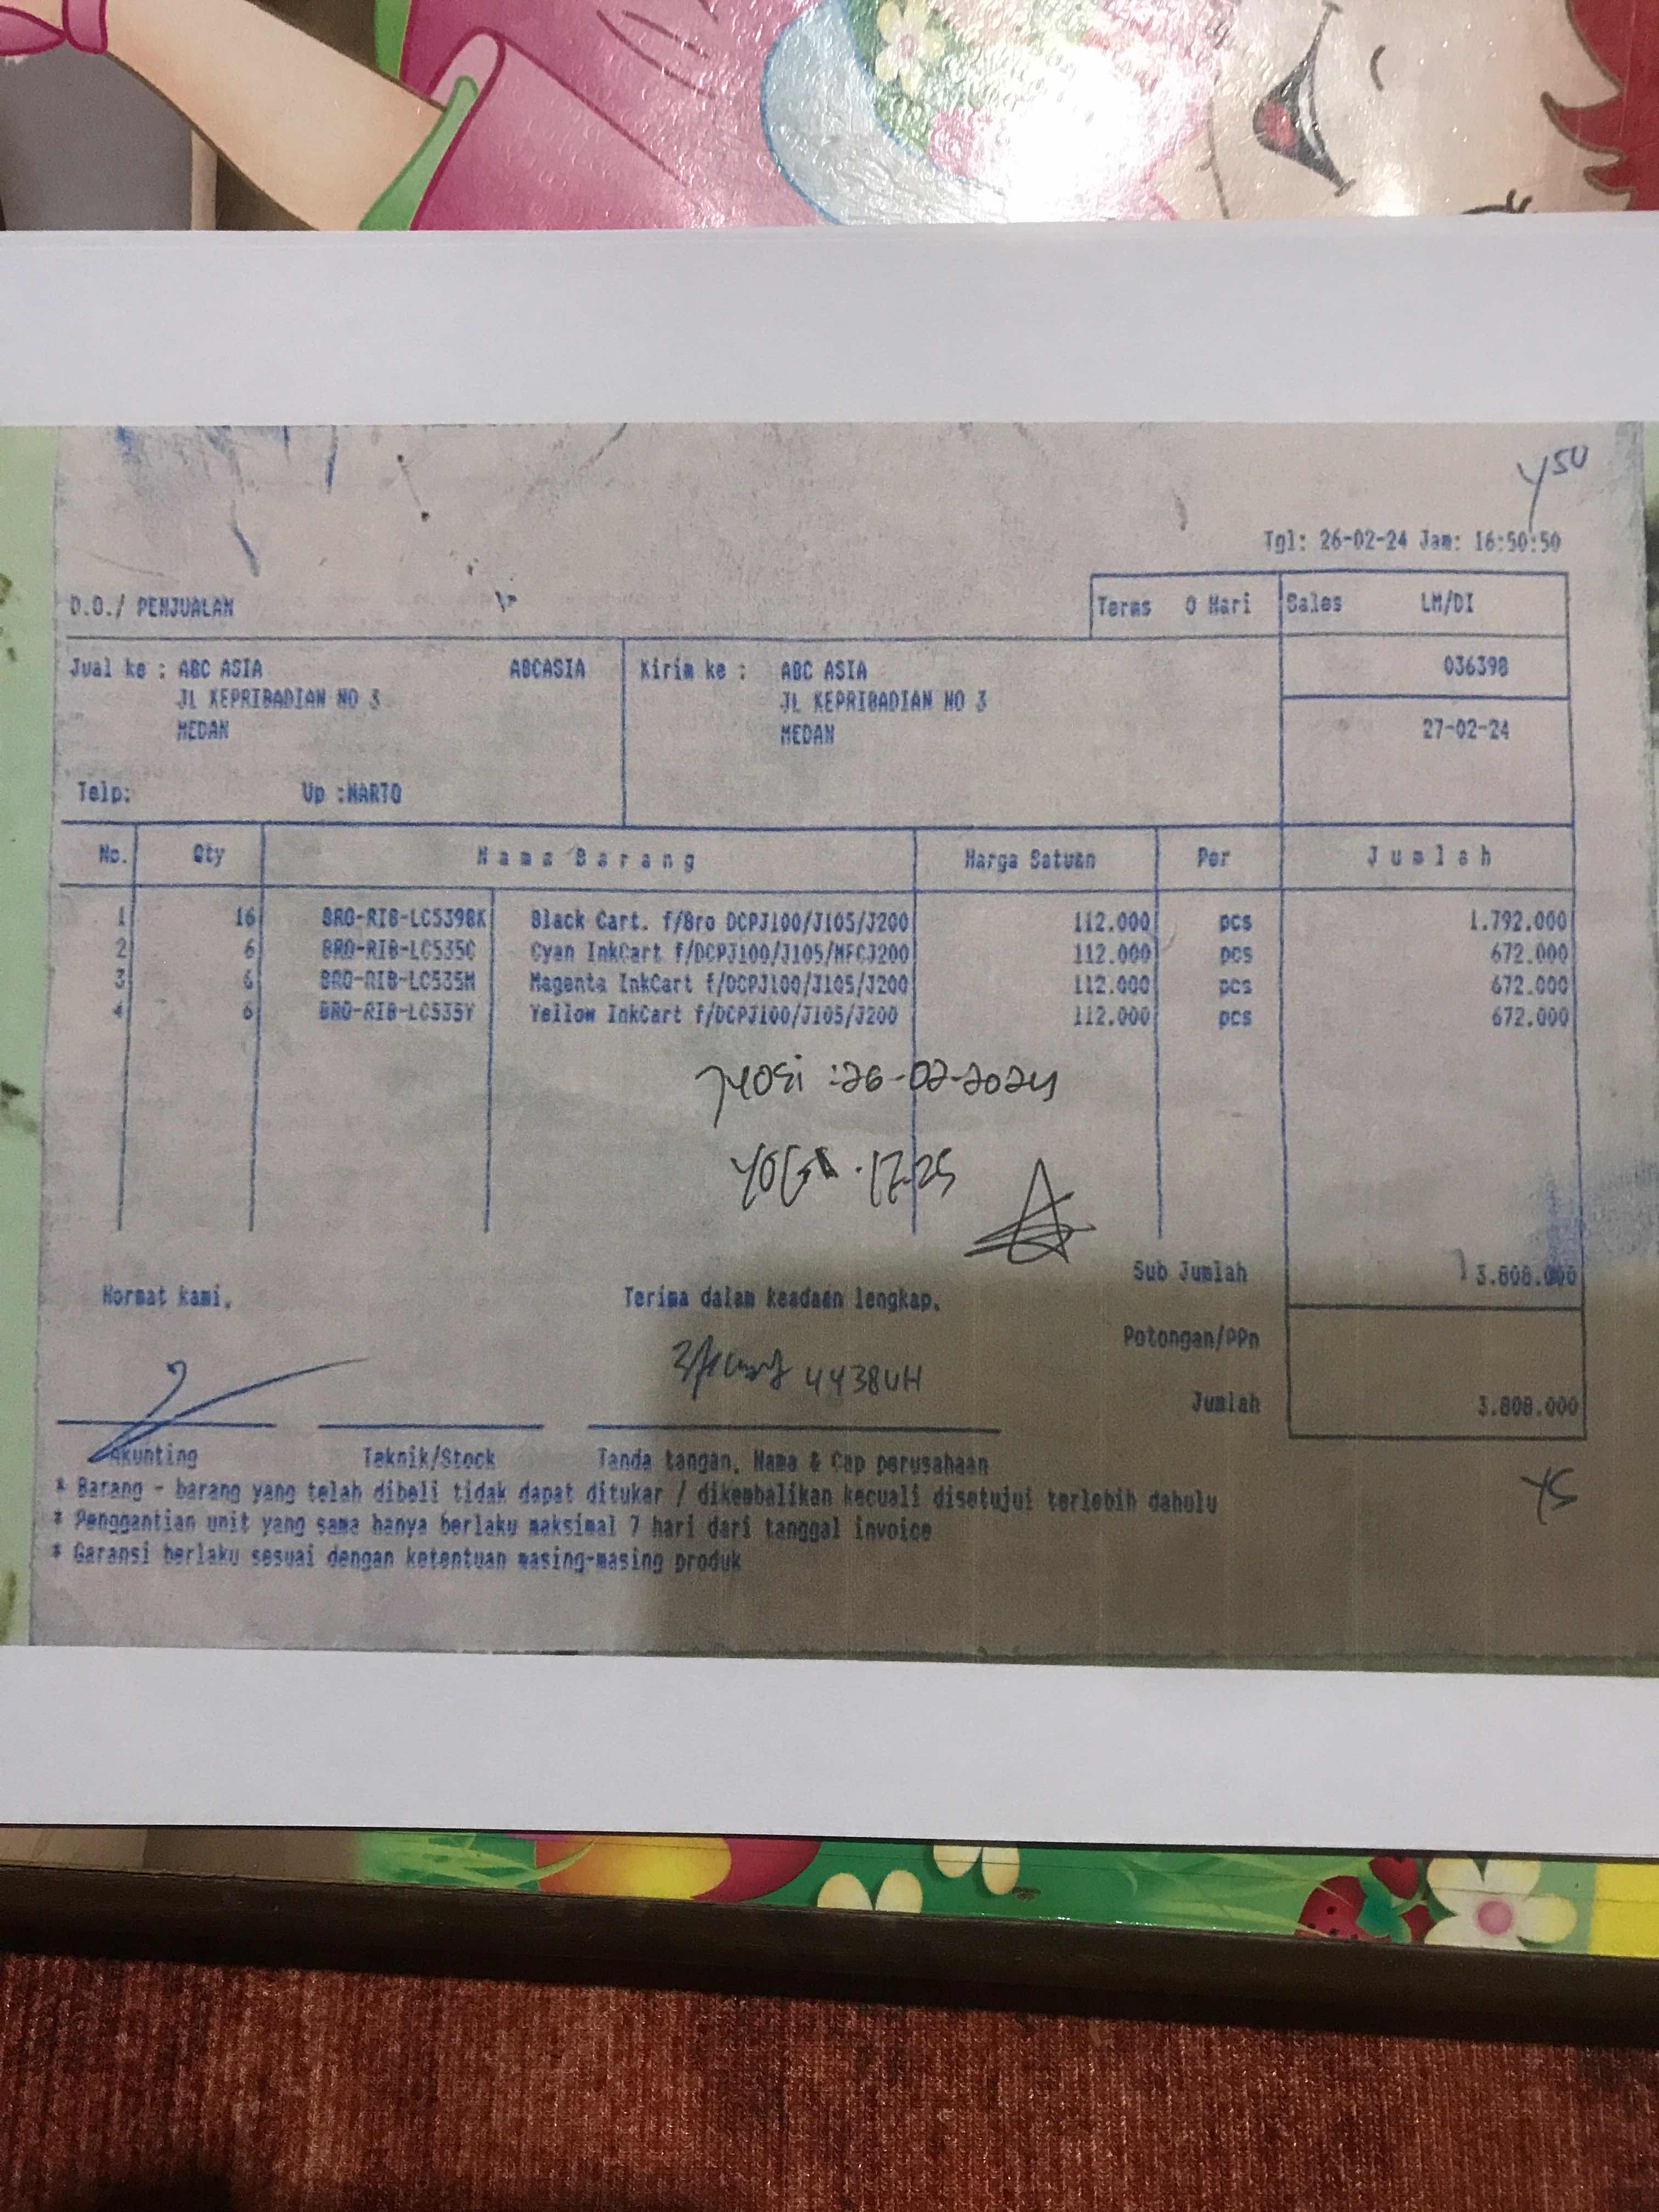 Tgl: 26-02-24 Jam: 16:50:50
D.O./ PENJUALAN
Terms 0 Hari Sales LM/DI
Jual ke : ABC ASIA ABCASIA Kirim ke : ABC ASIA 036398
JL KEPRIBADIAN NO 3 JL KEPRIBADIAN NO 3
MEDAN MEDAN 27-02-24
Telp: Up :MARTO
No. Qty Nama Barang Harga Satuan Per Jumlah
1 16 BRO-RIB-LC539BK Black Cart. f/Bro DCPJ100/J105/J200 112.000 pcs 1.792.000
2 6 BRO-RIB-LC535C Cyan InkCart f/DCPJ100/J105/MFCJ200 112.000 pcs 672.000
3 6 BRO-RIB-LC535M Magenta InkCart f/DCPJ100/J105/J200 112.000 pcs 672.000
4 6 BRO-RIB-LC535Y Yellow InkCart f/DCPJ100/J105/J200 112.000 pcs 672.000
:26-02-2024
YOGA 17.25
Sub Jumlah 3.808.000
Hormat kami, Terima dalam keadaan lengkap,
Potongan/PPn
4438UH
Jumlah 3.808.000
Akunting Teknik/Stock Tanda tangan, Nama & Cap perusahaan
YS
* Barang - barang yang telah dibeli tidak dapat ditukar / dikembalikan kecuali disetujui terlebih dahulu
* Penggantian unit yang sama hanya berlaku maksimal 7 hari dari tanggal invoice
* Garansi berlaku sesuai dengan ketentuan masing-masing produk